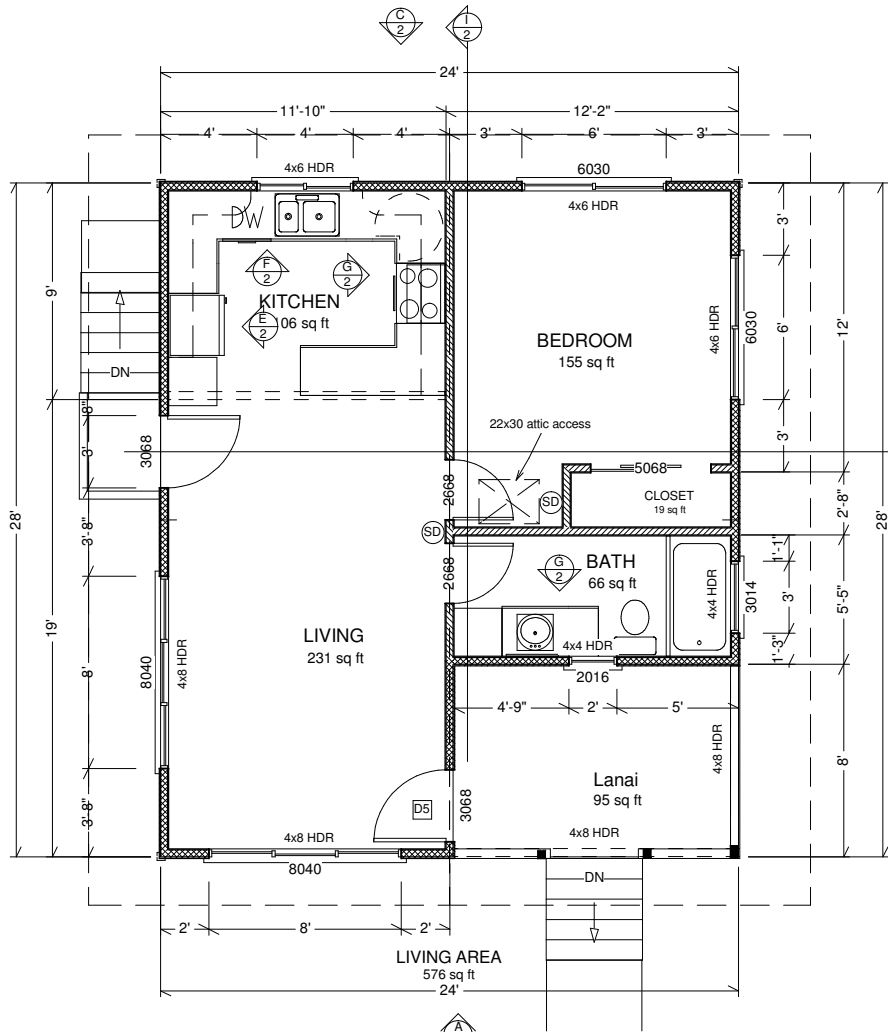 C
2
I
2
24'
11'-10"
12'-2"
4'
4'
4'
3'
6'
3'
4x6 HDR
6030
4x6 HDR
DW
F
2
G
2
KITCHEN
106 sq ft
E
2
BEDROOM
155 sq ft
4x6 HDR
6030
3'
6'
3'
12'
9'
28'
28'
DN
8"
3'
3068
3'-8"
22x30 attic access
2668
SD
5068
CLOSET
19 sq ft
2'-8"
SD
2668
G
2
BATH
66 sq ft
4x4 HDR
3014
1'-1"
3'
1'-3"
5'-5"
4x4 HDR
2016
19'
8'
8040
4x8 HDR
LIVING
231 sq ft
4'-9"
2'
5'
4x8 HDR
8'
Lanai
95 sq ft
4x8 HDR
3'-8"
D5
3068
4x8 HDR
8040
DN
2'
8'
2'
LIVING AREA
576 sq ft
24'
A